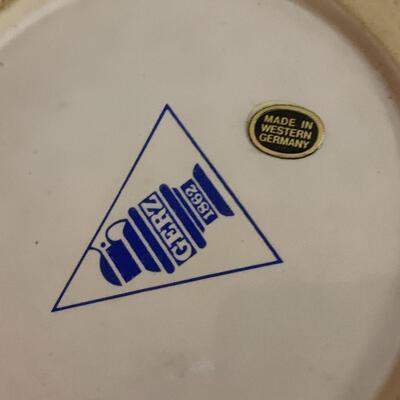 GERZ
1862
MADE IN
WESTERN
GERMANY